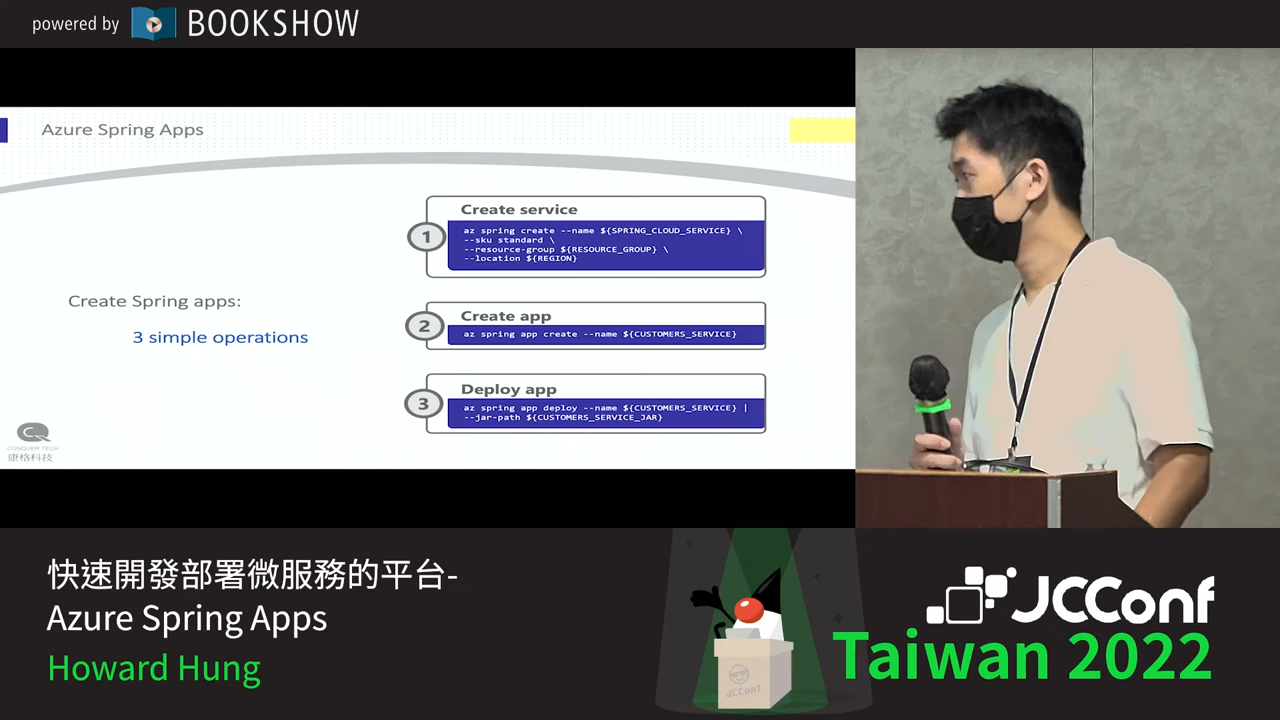 powered by BOOKSHOW
Azure Spring Apps
Create Spring apps:
3 simple operations
1
Create service
az spring create --name ${SPRING_CLOUD_SERVICE} \
--sku standard \
--resource-group ${RESOURCE_GROUP} \
--location ${REGION}
2
Create app
az spring app create --name ${CUSTOMERS_SERVICE}
3
Deploy app
az spring app deploy --name ${CUSTOMERS_SERVICE} |
--jar-path ${CUSTOMERS_SERVICE_JAR}
CONQUER TECH
康格科技
快速開發部署微服務的平台-
Azure Spring Apps
Howard Hung
JCConf
JCConf
Taiwan 2022